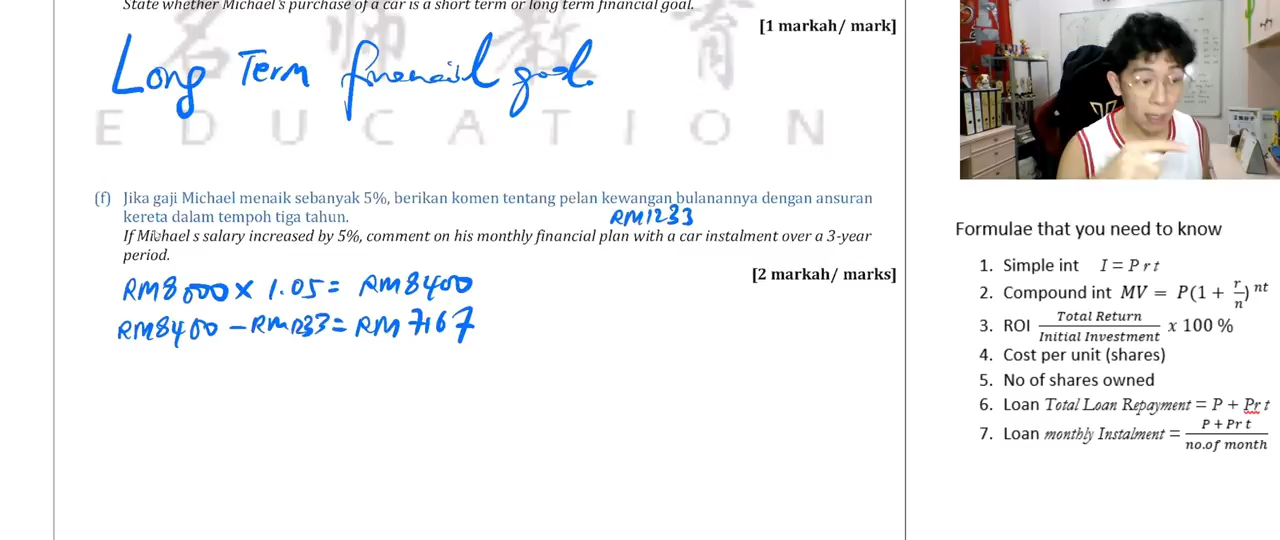 State whether Michael's purchase of a car is a short term or long term financial goal.
[1 markah/ mark]
名 师 教 育
EDUCATION
Long Term financial goal.
(f) Jika gaji Michael menaik sebanyak 5%, berikan komen tentang pelan kewangan bulanannya dengan ansuran
kereta dalam tempoh tiga tahun.
RM1233
If Michael s salary increased by 5%, comment on his monthly financial plan with a car instalment over a 3-year
period.
[2 markah/ marks]
RM8000 × 1.05 = RM8400
RM8400 - RM1233 = RM7167
Formulae that you need to know
1. Simple int I = P r t
2. Compound int MV = P(1 + r/n) nt
3. ROI Total Return / Initial Investment x 100 %
4. Cost per unit (shares)
5. No of shares owned
6. Loan Total Loan Repayment = P + Pr t
7. Loan monthly Instalment = P + Pr t / no.of month